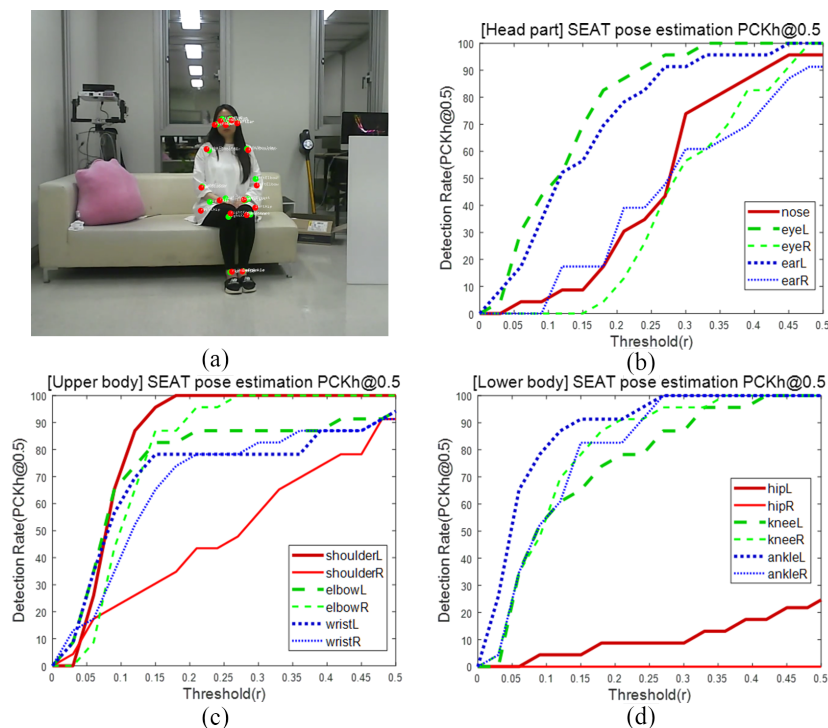 [Head part] SEAT pose estimation PCKh@0.5
Detection Rate(PCKh@0.5)
100
90
80
70
60
50
40
30
20
10
0
nose
eyeL
eyeR
earL
earR
0 0.05 0.1 0.15 0.2 0.25 0.3 0.35 0.4 0.45 0.5
Threshold(r)
(a)
(b)
[Upper body] SEAT pose estimation PCKh@0.5
Detection Rate(PCKh@0.5)
100
90
80
70
60
50
40
30
20
10
0
shoulderL
shoulderR
elbowL
elbowR
wristL
wristR
0 0.05 0.1 0.15 0.2 0.25 0.3 0.35 0.4 0.45 0.5
Threshold(r)
(c)
[Lower body] SEAT pose estimation PCKh@0.5
Detection Rate(PCKh@0.5)
100
90
80
70
60
50
40
30
20
10
0
hipL
hipR
kneeL
kneeR
ankleL
ankleR
0 0.05 0.1 0.15 0.2 0.25 0.3 0.35 0.4 0.45 0.5
Threshold(r)
(d)